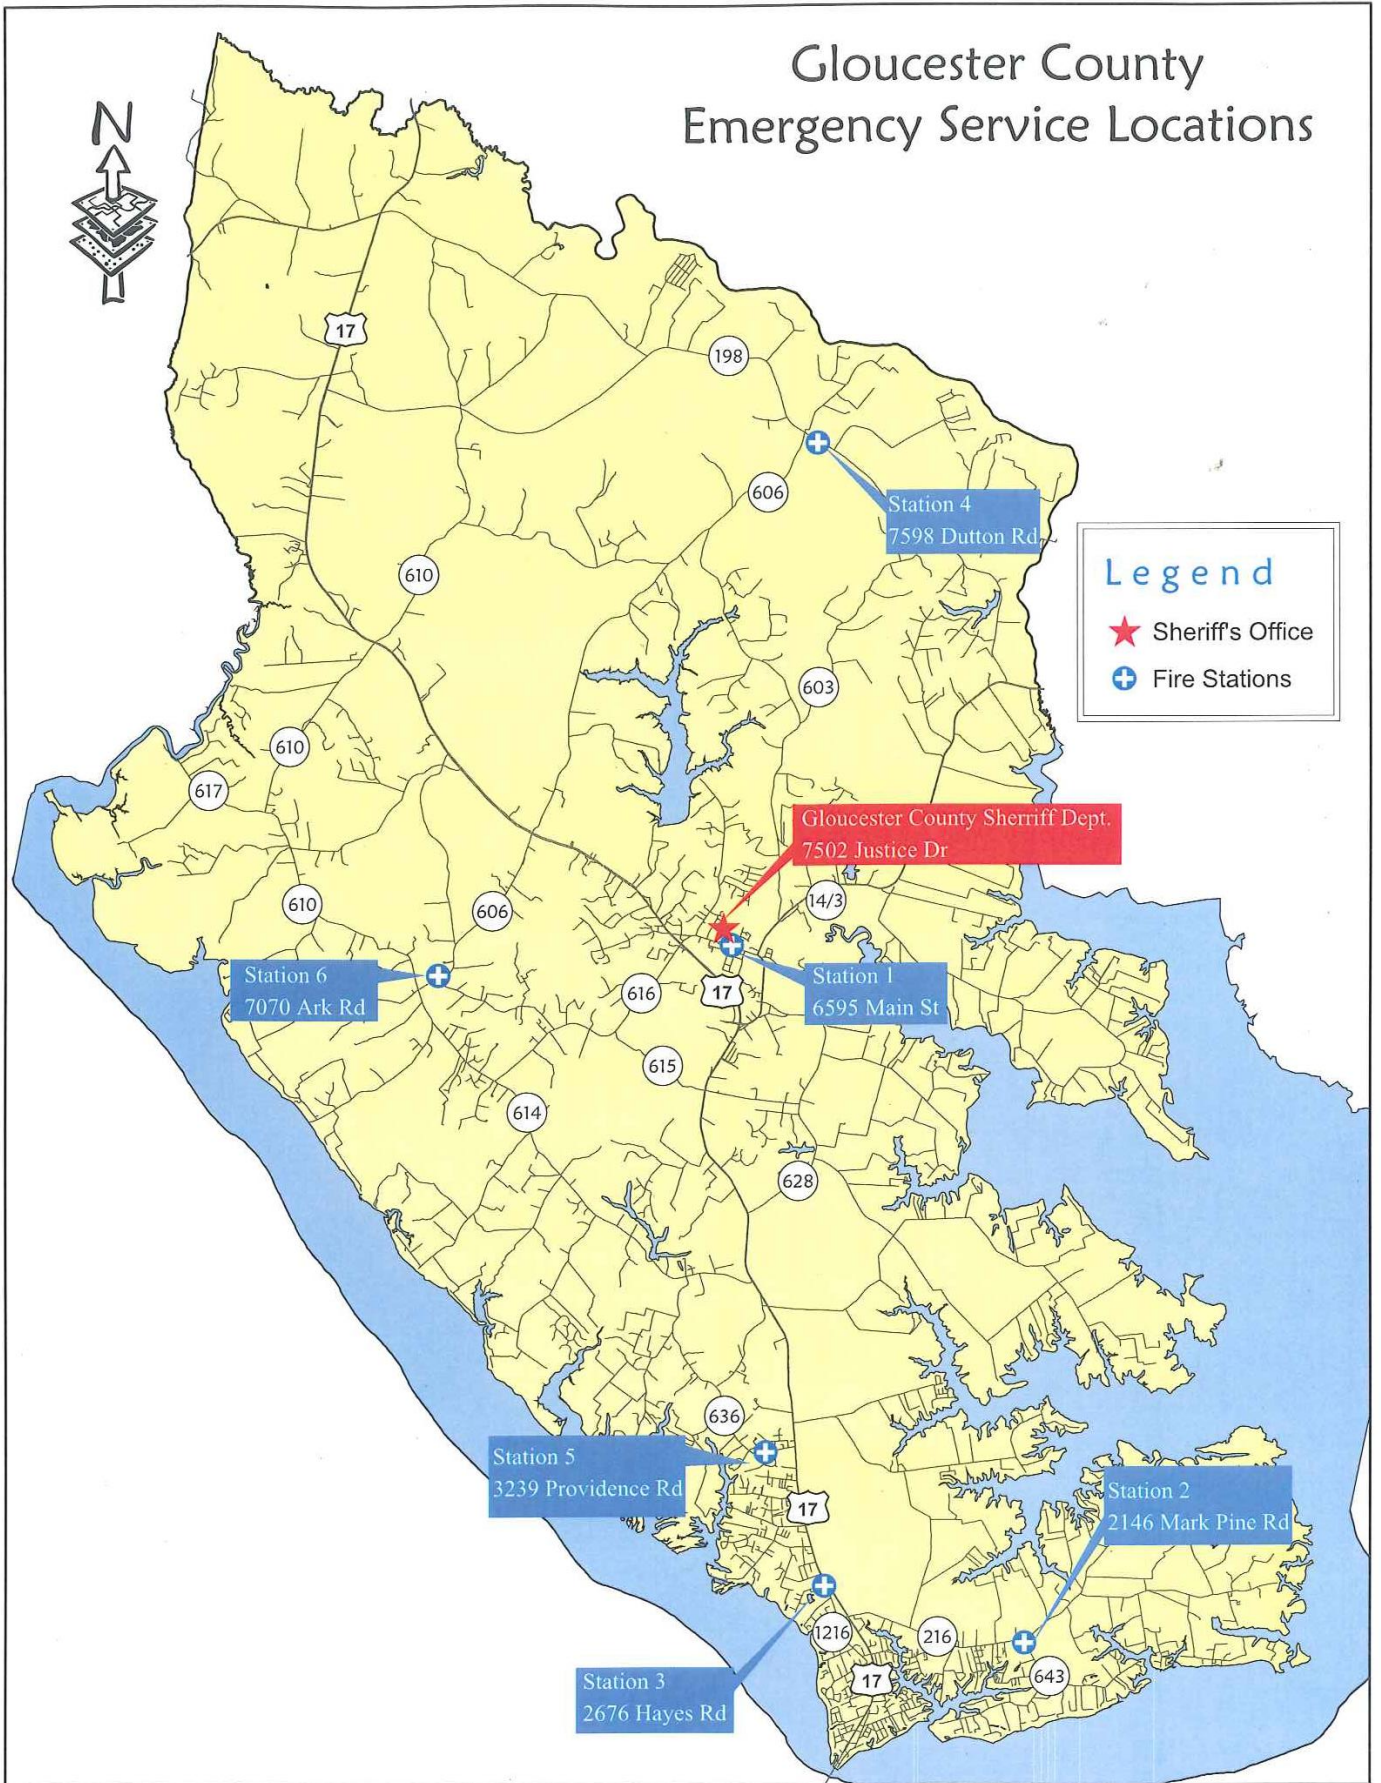 Gloucester County
Emergency Service Locations
N
17
198
606
Station 4
7598 Dutton Rd
Legend
Sheriff's Office
Fire Stations
610
603
610
617
Gloucester County Sherriff Dept.
7502 Justice Dr
610
606
14/3
Station 6
7070 Ark Rd
616
17
Station 1
6595 Main St
615
614
628
636
Station 5
3239 Providence Rd
17
Station 2
2146 Mark Pine Rd
1216
216
643
17
Station 3
2676 Hayes Rd